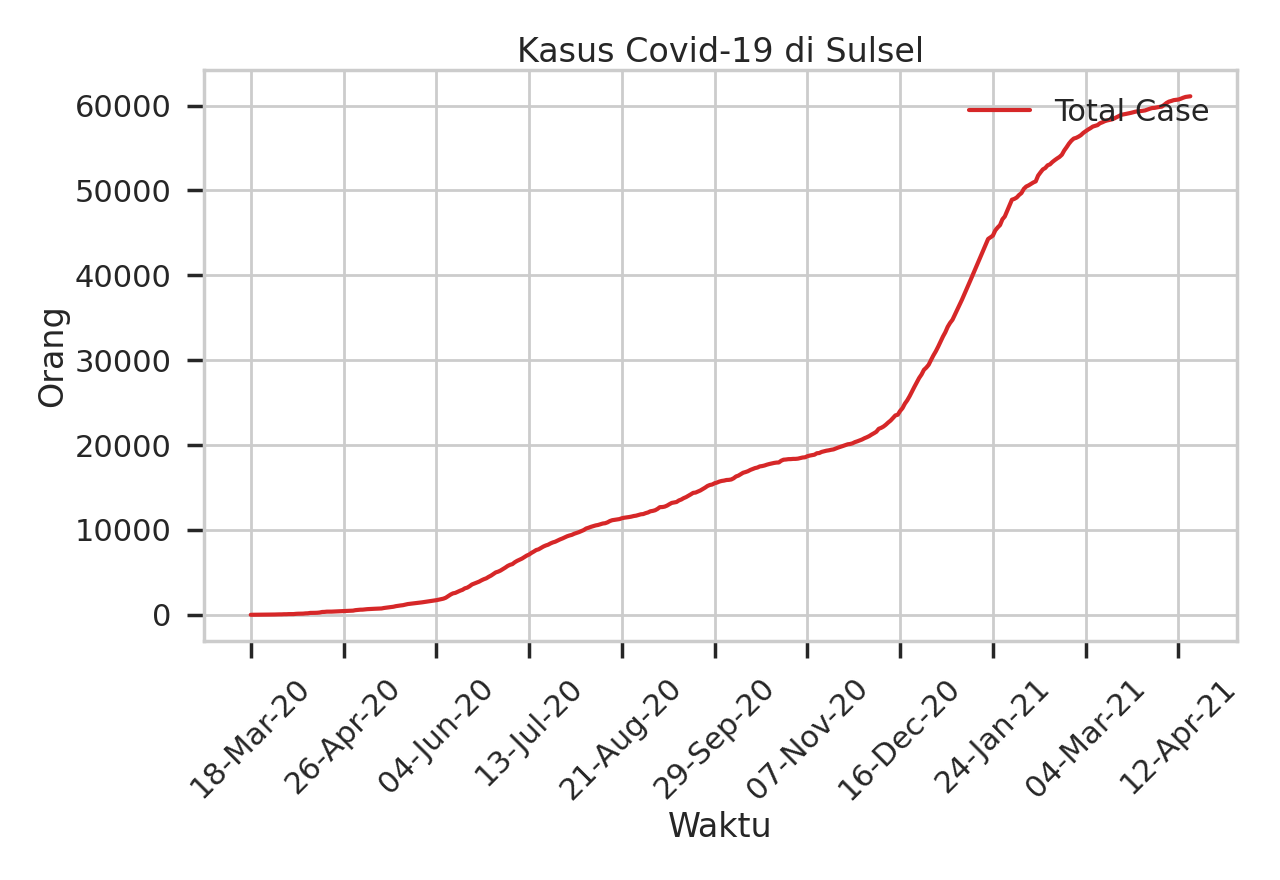 Kasus Covid-19 di Sulsel
Total Case
60000
50000
40000
30000
20000
10000
0
Orang
18-Mar-20
26-Apr-20
04-Jun-20
13-Jul-20
21-Aug-20
29-Sep-20
07-Nov-20
16-Dec-20
24-Jan-21
04-Mar-21
12-Apr-21
Waktu